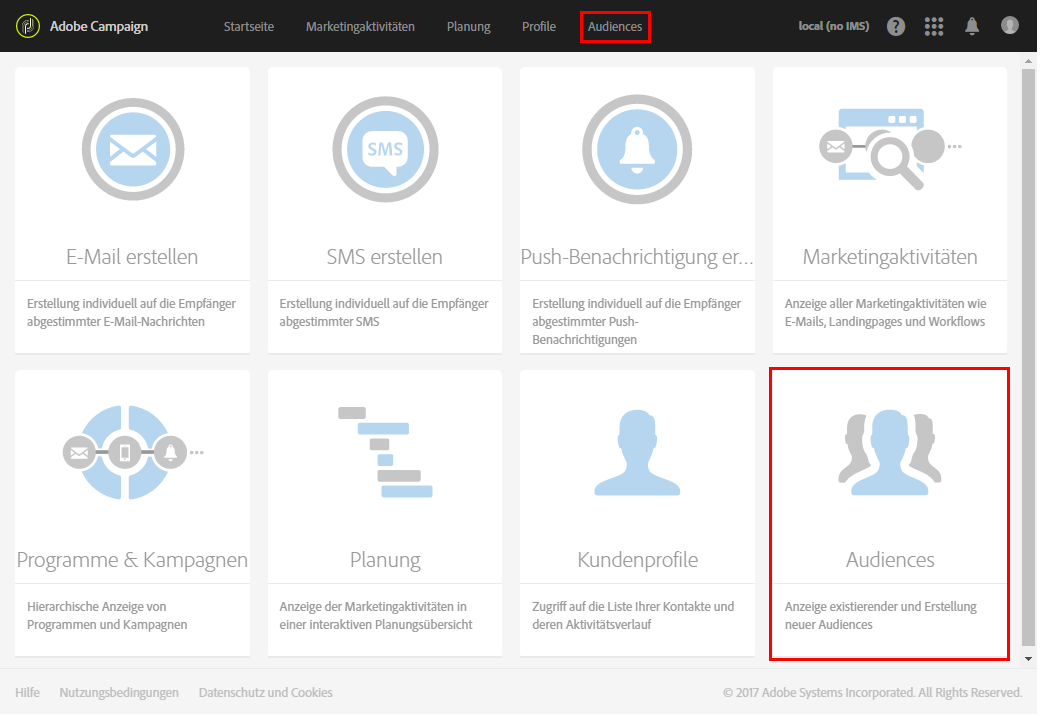 Adobe Campaign
Startseite
Marketingaktivitäten
Planung
Profile
Audiences
local (no IMS)
?
SMS
E-Mail erstellen
SMS erstellen
Push-Benachrichtigung er...
Marketingaktivitäten
Erstellung individuell auf die Empfänger
abgestimmter E-Mail-Nachrichten
Erstellung individuell auf die Empfänger
abgestimmter SMS
Erstellung individuell auf die Empfänger
abgestimmter Push-
Benachrichtigungen
Anzeige aller Marketingaktivitäten wie
E-Mails, Landingpages und Workflows
Programme & Kampagnen
Planung
Kundenprofile
Audiences
Hierarchische Anzeige von
Programmen und Kampagnen
Anzeige der Marketingaktivitäten in
einer interaktiven Planungsübersicht
Zugriff auf die Liste Ihrer Kontakte und
deren Aktivitätsverlauf
Anzeige existierender und Erstellung
neuer Audiences
Hilfe
Nutzungsbedingungen
Datenschutz und Cookies
© 2017 Adobe Systems Incorporated. All Rights Reserved.